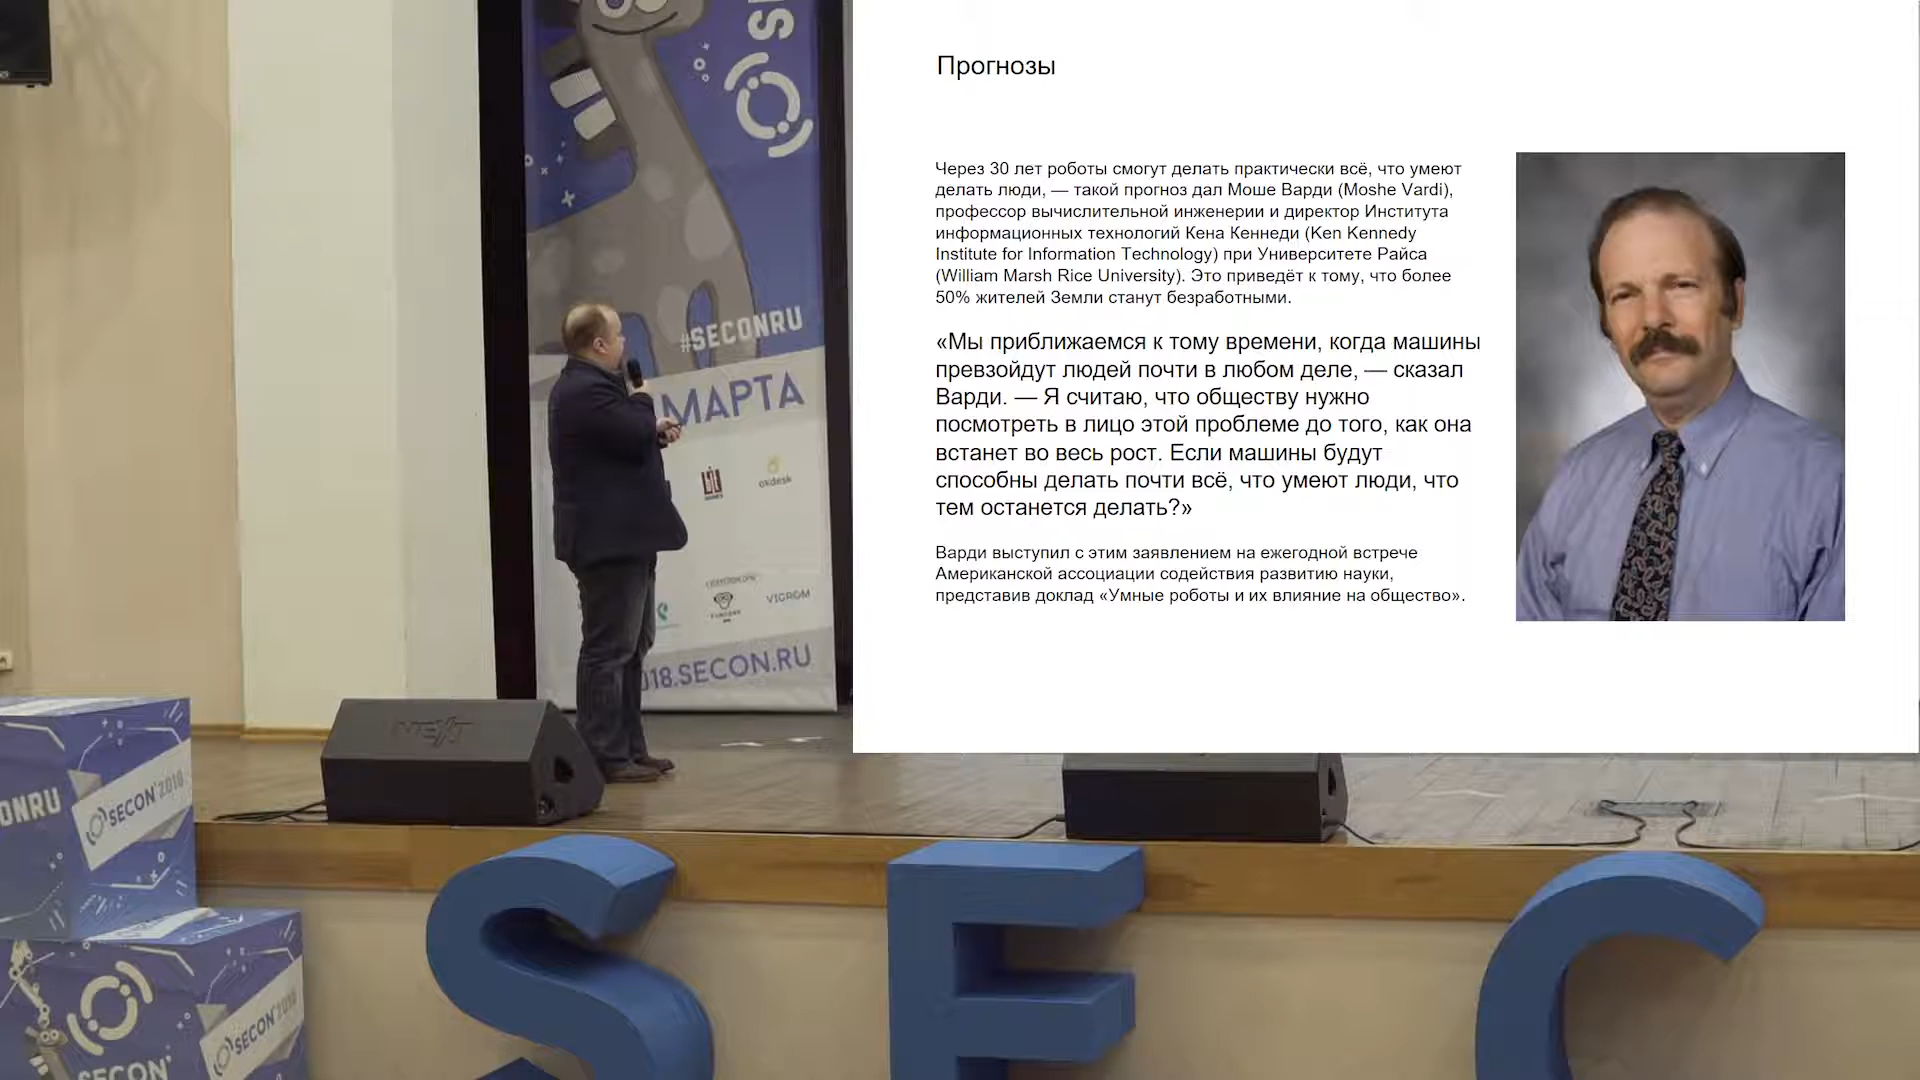 Прогнозы
Через 30 лет роботы смогут делать практически всё, что умеют
делать люди, — такой прогноз дал Моше Варди (Moshe Vardi),
профессор вычислительной инженерии и директор Института
информационных технологий Кена Кеннеди (Ken Kennedy
Institute for Information Technology) при Университете Райса
(William Marsh Rice University). Это приведёт к тому, что более
50% жителей Земли станут безработными.
«Мы приближаемся к тому времени, когда машины
превзойдут людей почти в любом деле, — сказал
Варди. — Я считаю, что обществу нужно
посмотреть в лицо этой проблеме до того, как она
встанет во весь рост. Если машины будут
способны делать почти всё, что умеют люди, что
тем останется делать?»
Варди выступил с этим заявлением на ежегодной встрече
Американской ассоциации содействия развитию науки,
представив доклад «Умные роботы и их влияние на общество».
#SECONRU
МАРТА
okdesk
VIGROM
018.SECON.RU
NEXT
ONRU
SECON'2018
SECON'2018
SECON'
S E C